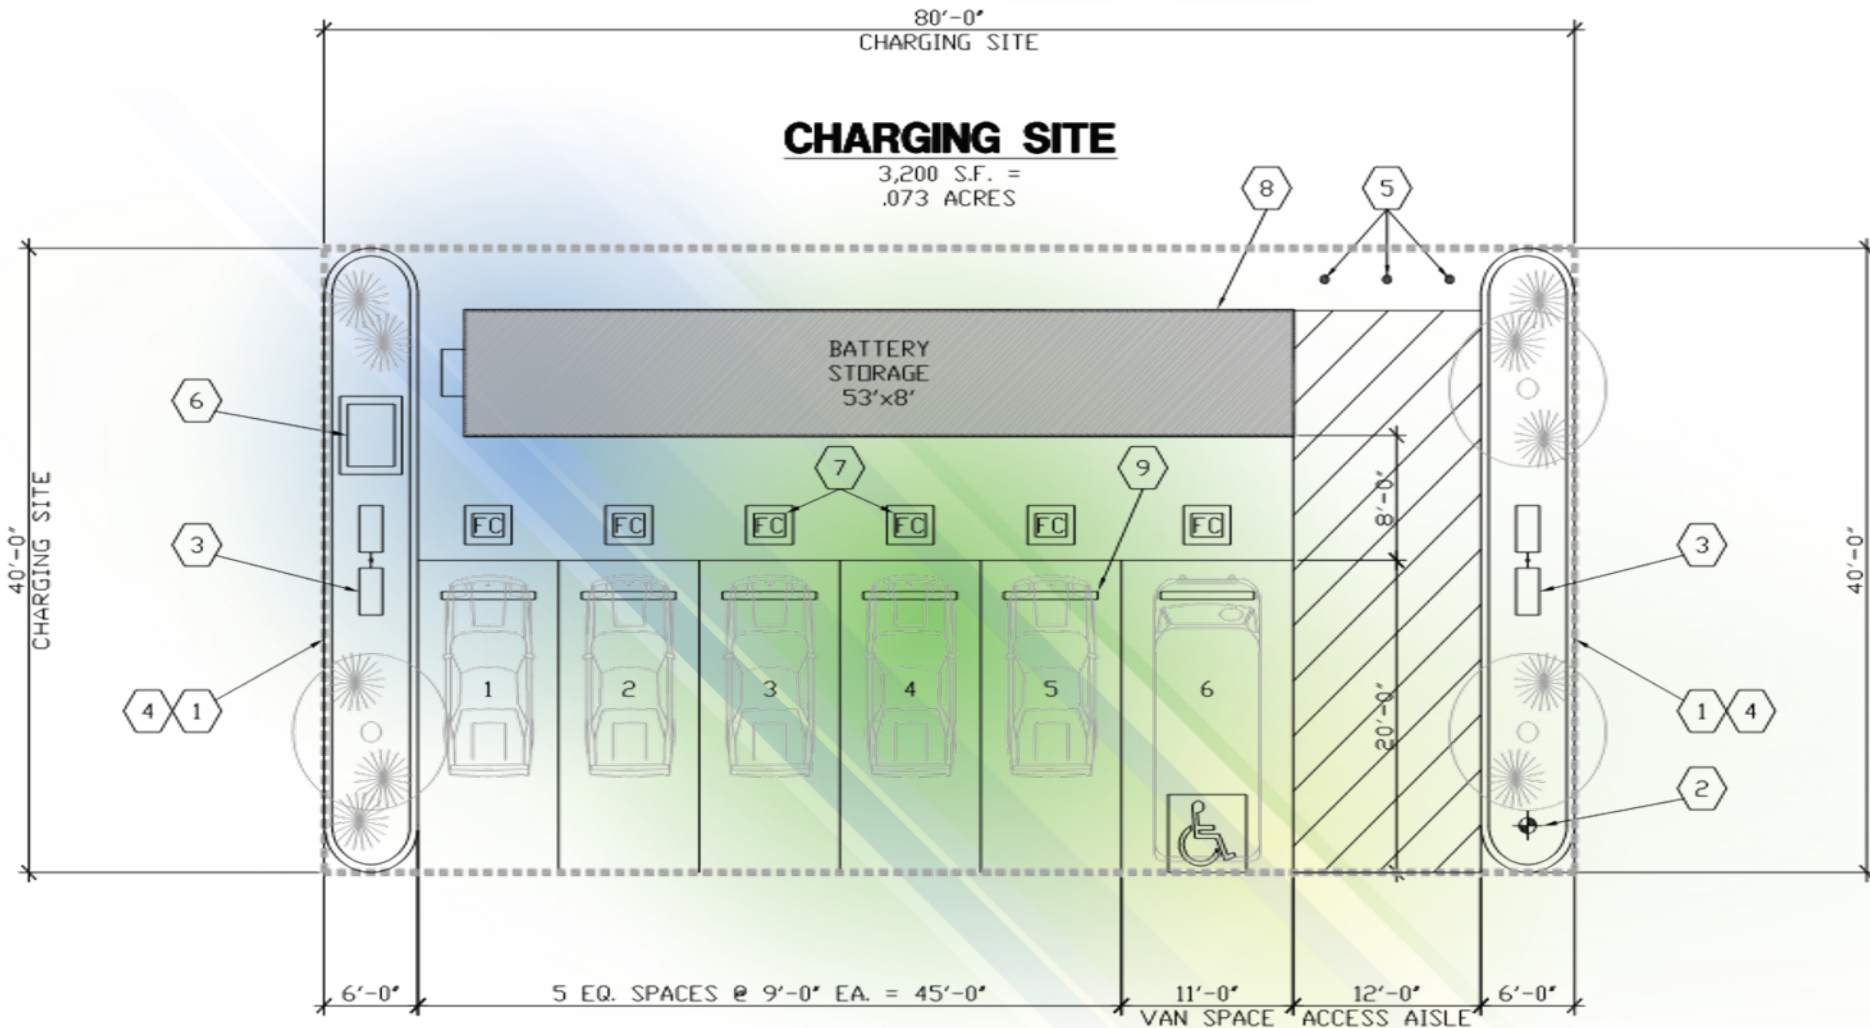 80'-0"
CHARGING SITE
CHARGING SITE
3,200 S.F. =
.073 ACRES
8
5
BATTERY
STORAGE
53'x8'
6
7
9
3
3
FC
FC
FC
FC
FC
FC
8'-0"
40'-0"
CHARGING SITE
40'-0"
1
2
3
4
5
6
20'-0"
4
1
1
4
2
6'-0"
5 EQ. SPACES @ 9'-0" EA. = 45'-0"
11'-0"
VAN SPACE
12'-0"
ACCESS AISLE
6'-0"